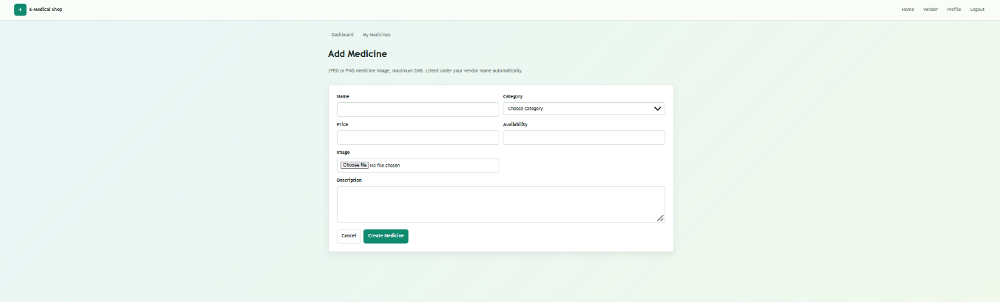 E-Medical Shop
Home Vendor Profile Logout
Dashboard My Medicines
Add Medicine
JPEG or PNG medicine image, maximum 2MB. Listed under your vendor name automatically.
Name Category
Choose category
Price Availability
Image
Choose file No file chosen
Description
Cancel Create Medicine